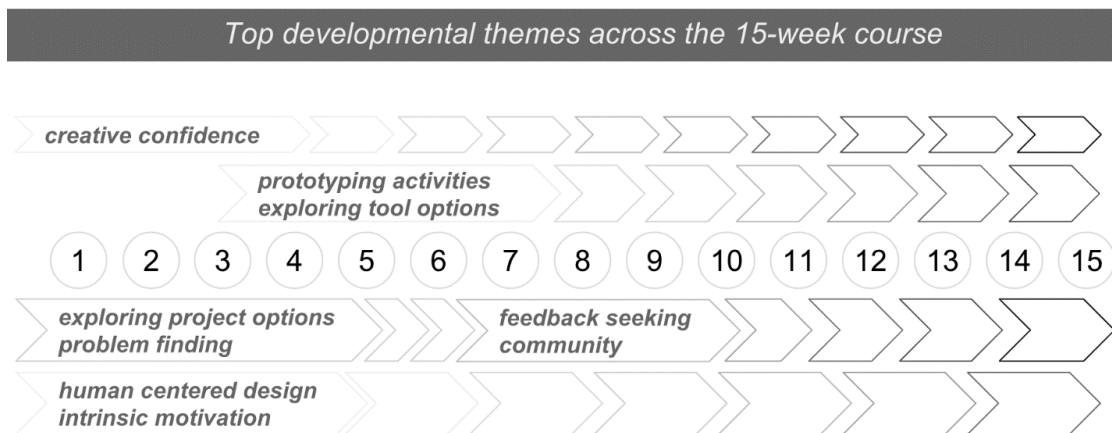 Top developmental themes across the 15-week course
creative confidence
prototyping activities
exploring tool options
1 2 3 4 5 6 7 8 9 10 11 12 13 14 15
exploring project options
problem finding
feedback seeking
community
human centered design
intrinsic motivation